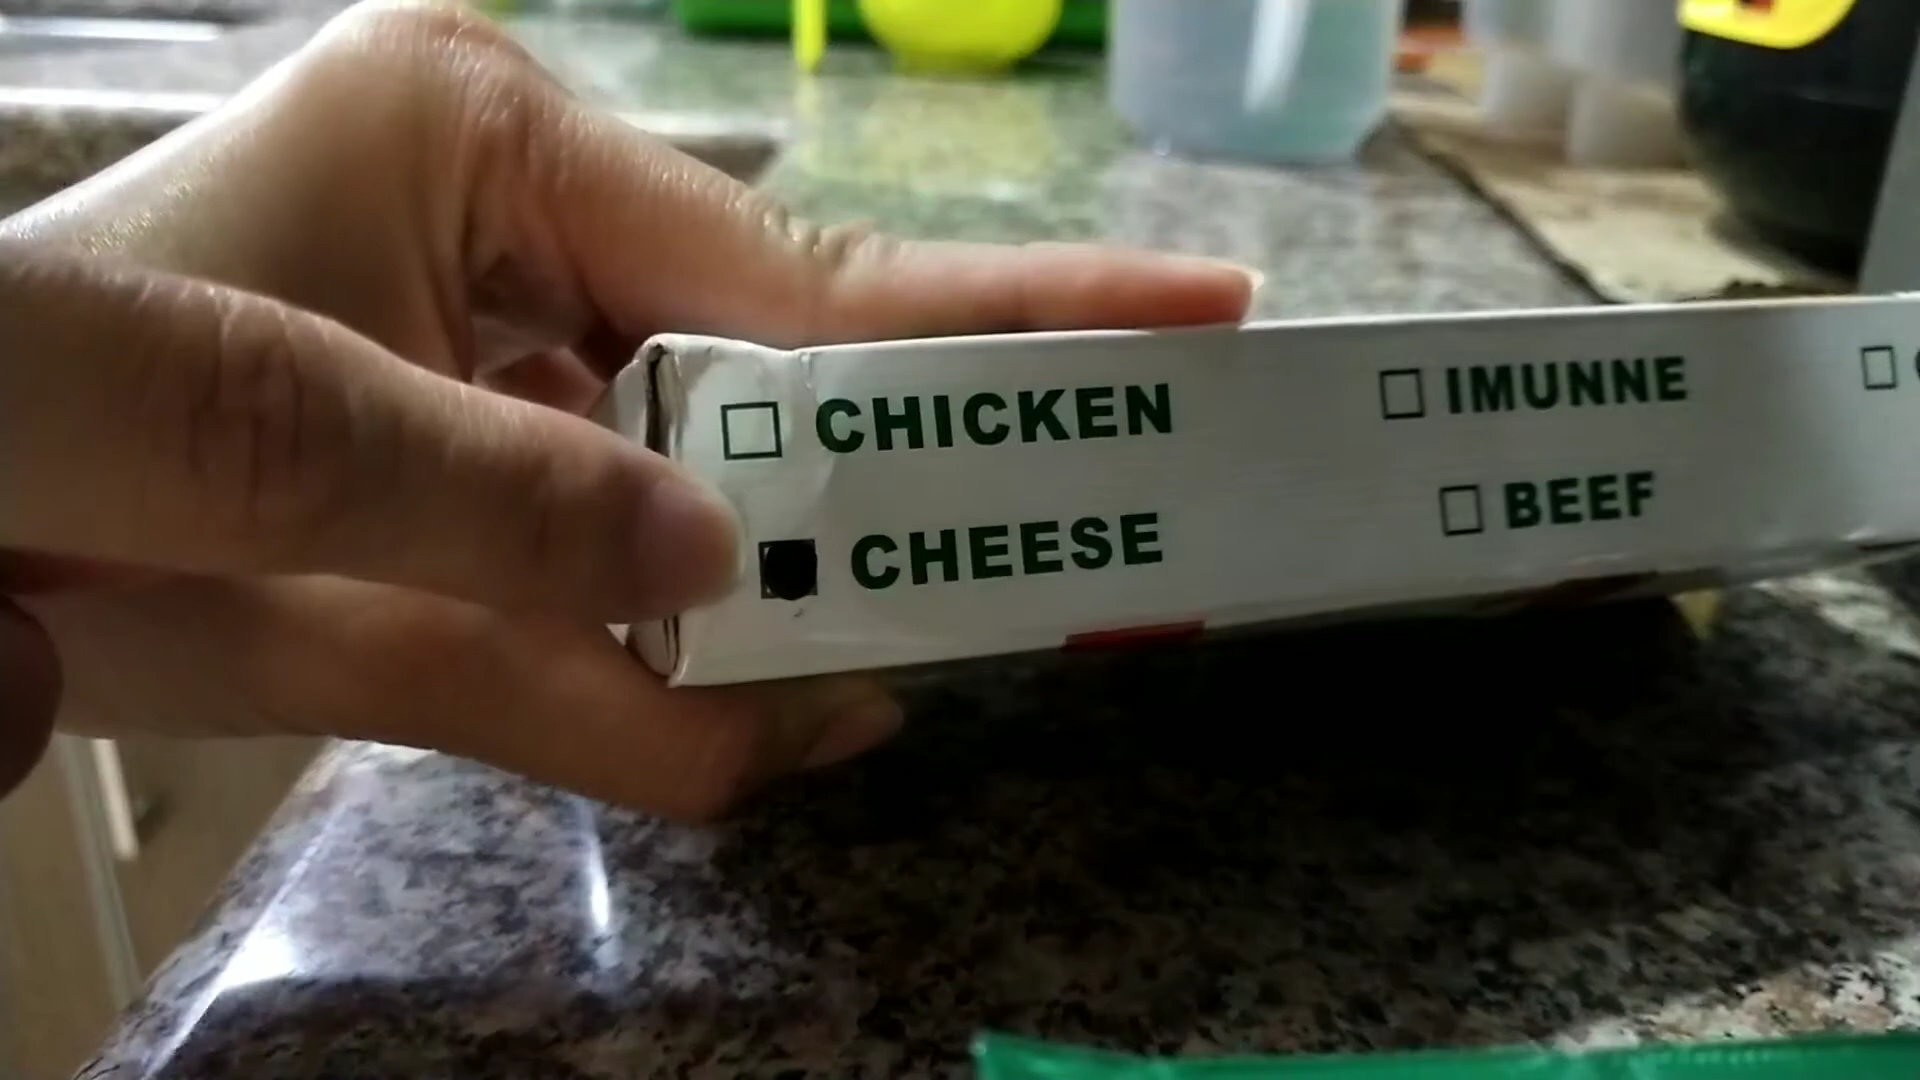 ☐ CHICKEN ☐ IMUNNE ☐
■ CHEESE ☐ BEEF